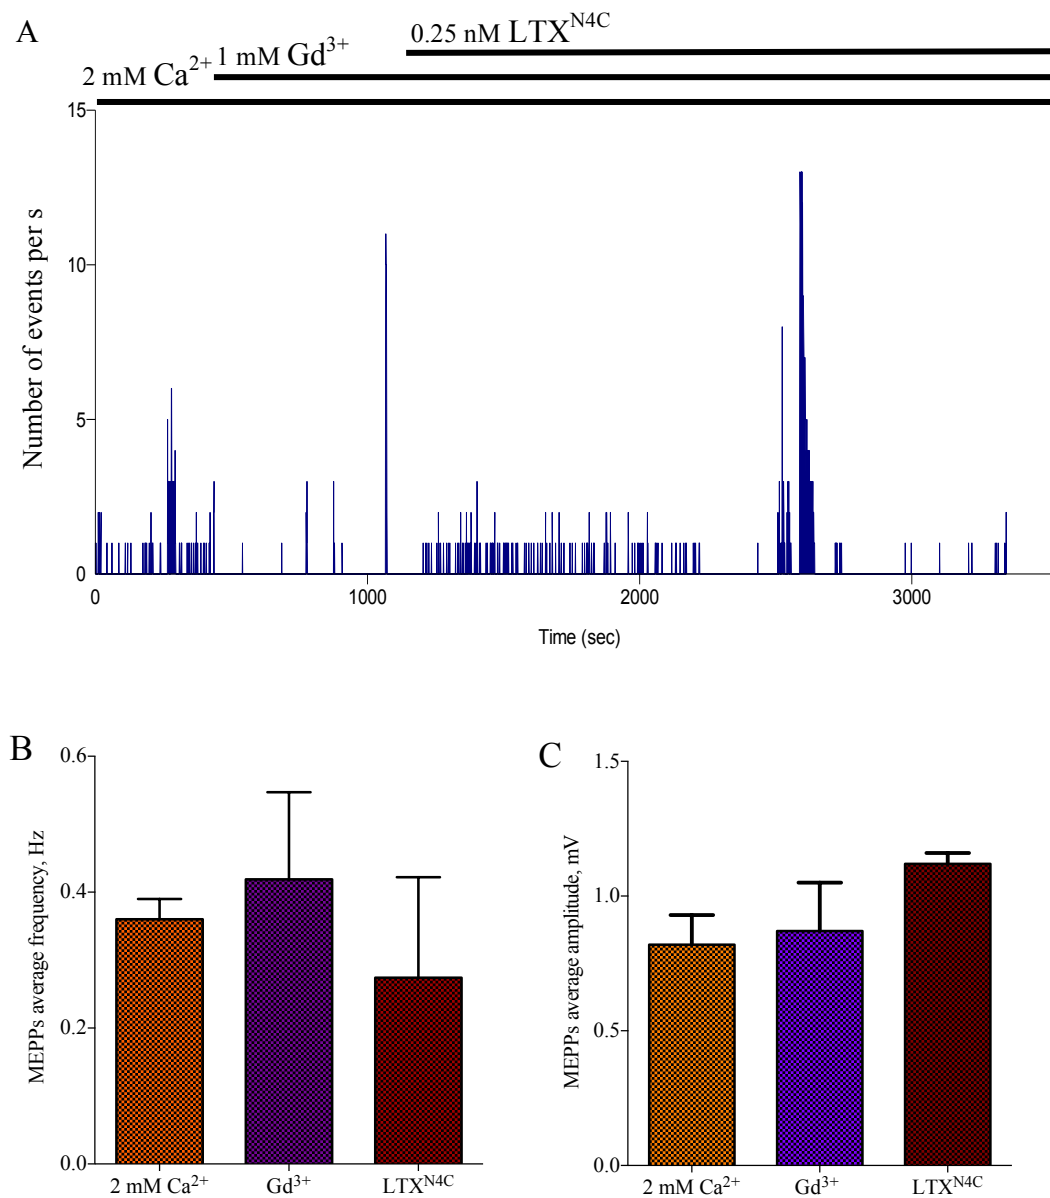 A
0.25 nM LTX^N4C
1 mM Gd³⁺
2 mM Ca²⁺
15
10
5
0
Number of events per s
0 1000 2000 3000
Time (sec)
B
0.6
0.4
0.2
0.0
MEPPs average frequency, Hz
2 mM Ca²⁺ Gd³⁺ LTX^N4C
C
1.5
1.0
0.5
0.0
MEPPs average amplitude, mV
2 mM Ca²⁺ Gd³⁺ LTX^N4C